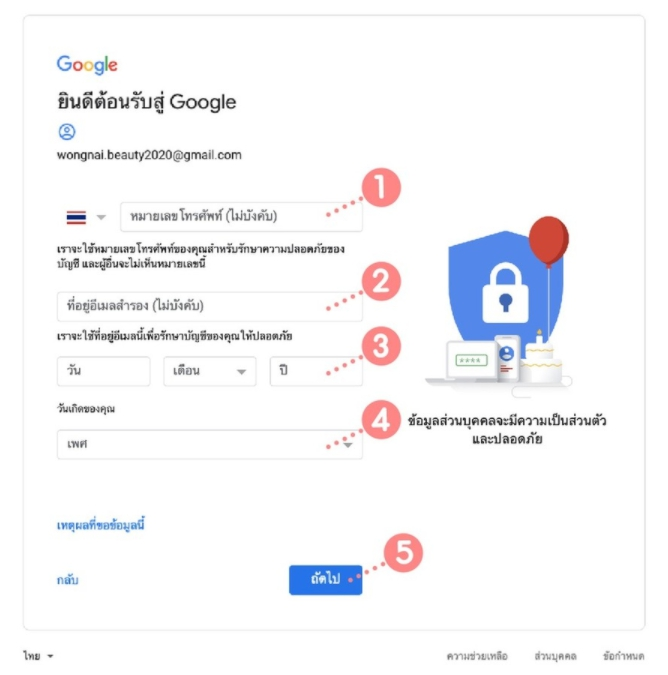 Google
ยินดีต้อนรับสู่ Google
wongnai.beauty2020@gmail.com
1
หมายเลขโทรศัพท์ (ไม่บังคับ)
เราจะใช้หมายเลขโทรศัพท์ของคุณสำหรับรักษาความปลอดภัยของ
บัญชี และผู้อื่นจะไม่เห็นหมายเลขนี้
2
ที่อยู่อีเมลสำรอง (ไม่บังคับ)
เราจะใช้ที่อยู่อีเมลนี้เพื่อรักษาบัญชีของคุณให้ปลอดภัย
3
วัน เดือน ปี
วันเกิดของคุณ
4
เพศ
ข้อมูลส่วนบุคคลจะมีความเป็นส่วนตัว
และปลอดภัย
เหตุผลที่ขอข้อมูลนี้
5
กลับ ถัดไป
ไทย ความช่วยเหลือ ส่วนบุคคล ข้อกำหนด